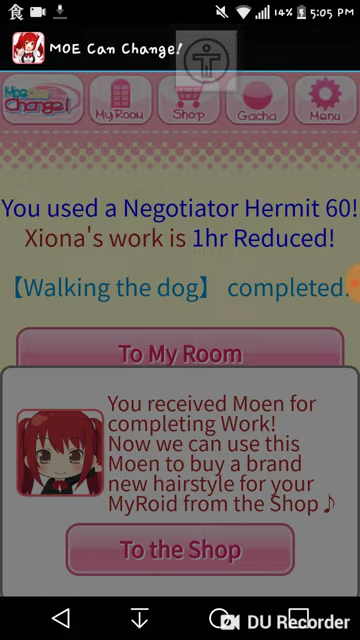 食
14% 5:05 PM
MOE Can Change!
Moe Can Change!
My Room
Shop
Gacha
Menu
You used a Negotiator Hermit 60!
Xiona's work is 1hr Reduced!
【Walking the dog】 completed.
To My Room
You received Moen for
completing Work!
Now we can use this
Moen to buy a brand
new hairstyle for your
MyRoid from the Shop♪
To the Shop
DU Recorder